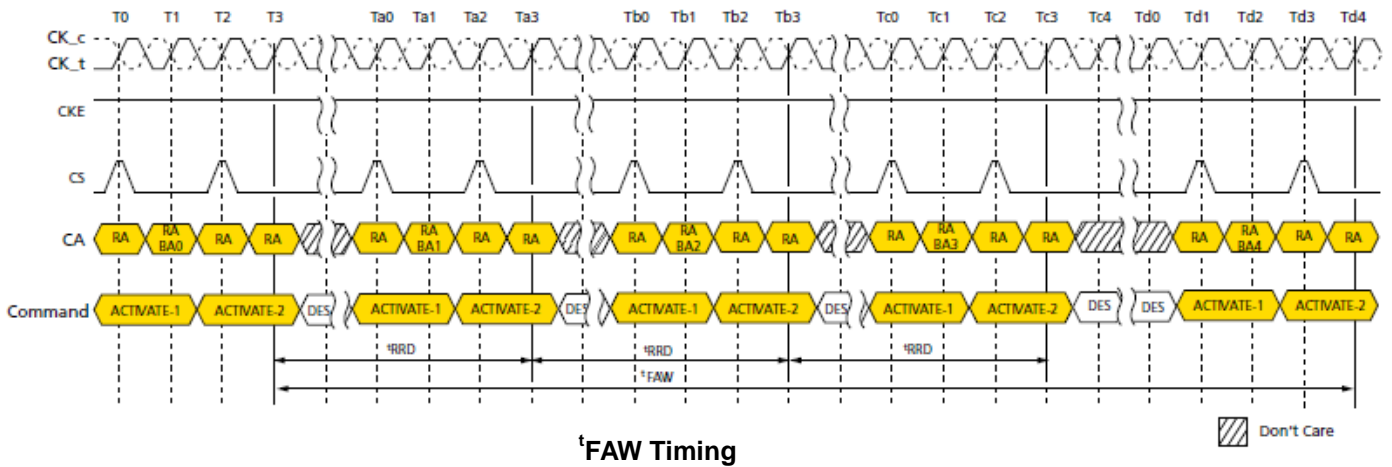 T0 T1 T2 T3 Ta0 Ta1 Ta2 Ta3 Tb0 Tb1 Tb2 Tb3 Tc0 Tc1 Tc2 Tc3 Tc4 Td0 Td1 Td2 Td3 Td4
CK_c
CK_t
CKE
CS
CA RA RA BA0 RA RA RA RA BA1 RA RA RA RA BA2 RA RA RA RA BA3 RA RA RA RA BA4 RA RA
Command ACTIVATE-1 ACTIVATE-2 DES ACTIVATE-1 ACTIVATE-2 DES ACTIVATE-1 ACTIVATE-2 DES ACTIVATE-1 ACTIVATE-2 DES DES ACTIVATE-1 ACTIVATE-2
tRRD tRRD tRRD
tFAW
Don't Care
tFAW Timing